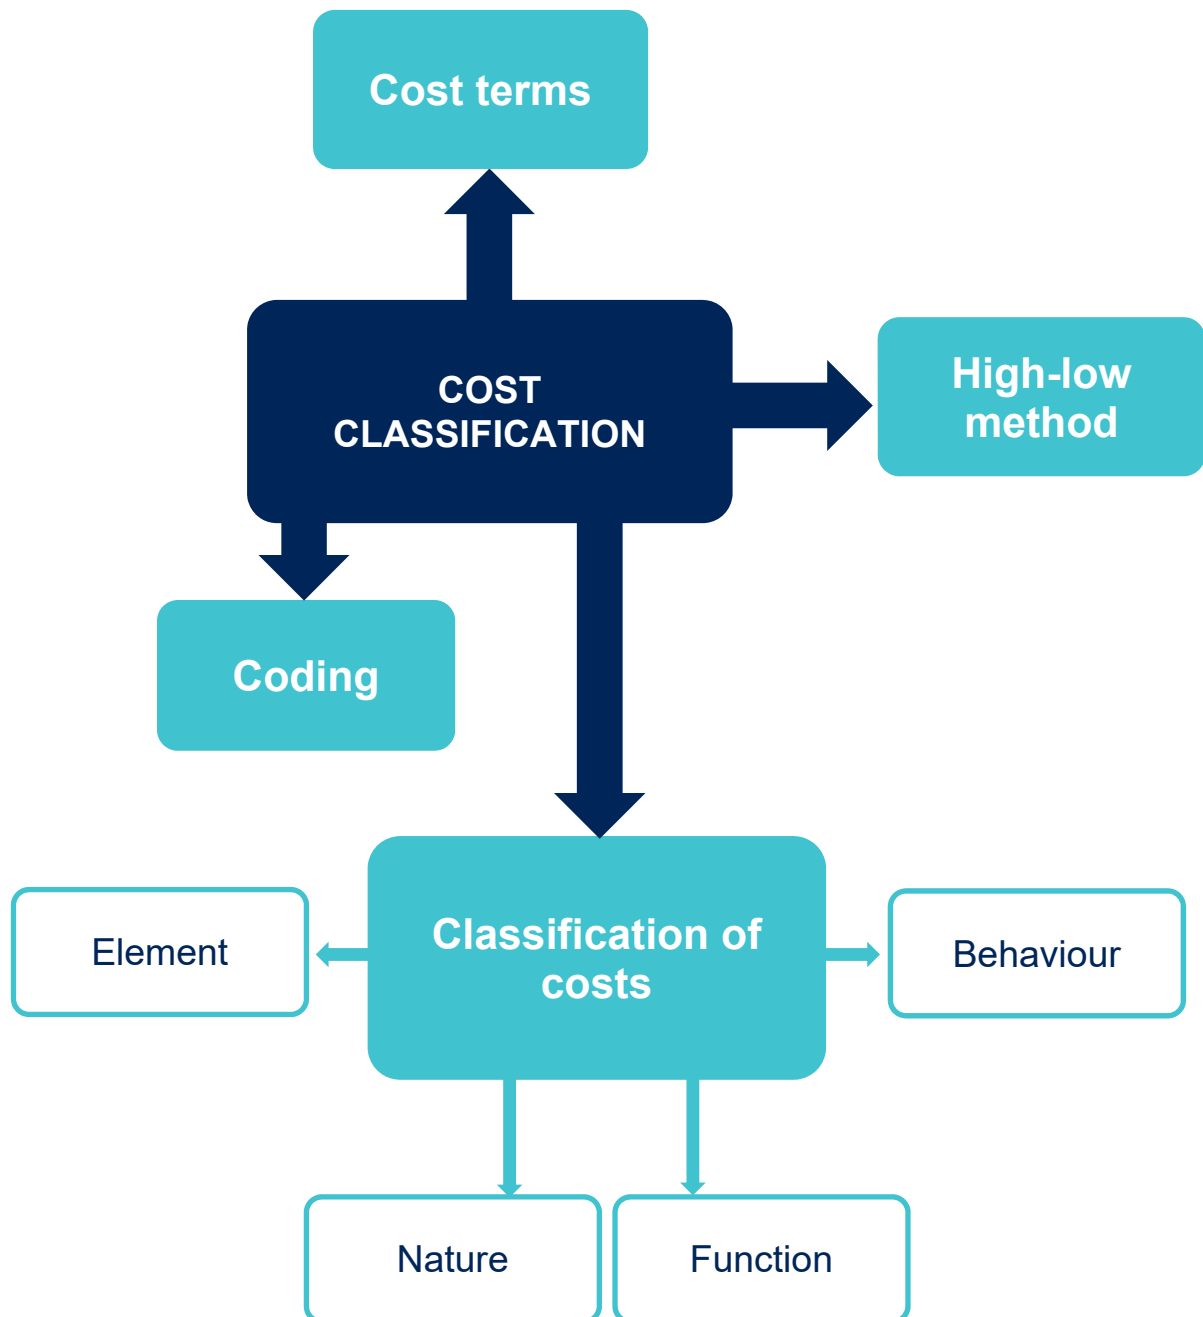 Cost terms
COST
CLASSIFICATION
High-low
method
Coding
Classification of
costs
Element
Behaviour
Nature
Function